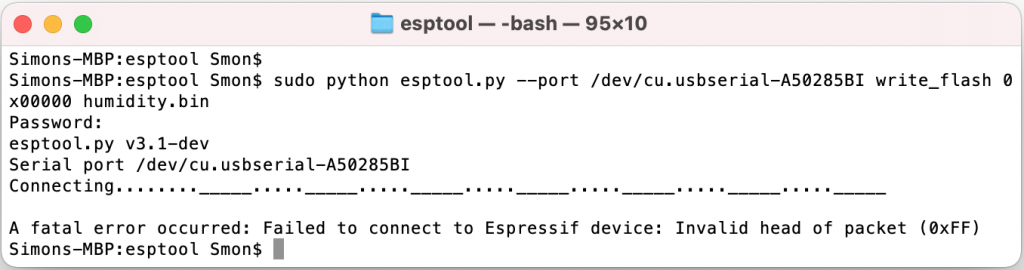 esptool — -bash — 95×10
Simons-MBP:esptool Smon$
Simons-MBP:esptool Smon$ sudo python esptool.py --port /dev/cu.usbserial-A50285BI write_flash 0
x00000 humidity.bin
Password:
esptool.py v3.1-dev
Serial port /dev/cu.usbserial-A50285BI
Connecting........_____....._____....._____....._____....._____....._____....._____
A fatal error occurred: Failed to connect to Espressif device: Invalid head of packet (0xFF)
Simons-MBP:esptool Smon$